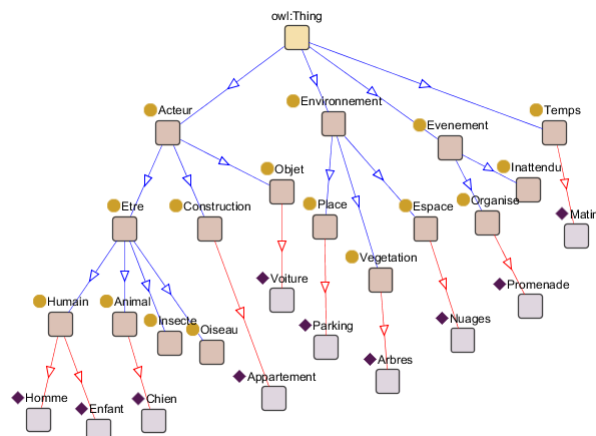 owl:Thing
Acteur
Environnement
Evenement
Temps
Objet
Inattendu
Etre
Construction
Place
Espace
Organise
Matir
Vegetation
Voiture
Promenade
Humain
Animal
Insecte
Oiseau
Parking
Nuages
Arbres
Appartement
Homme
Enfant
Chien